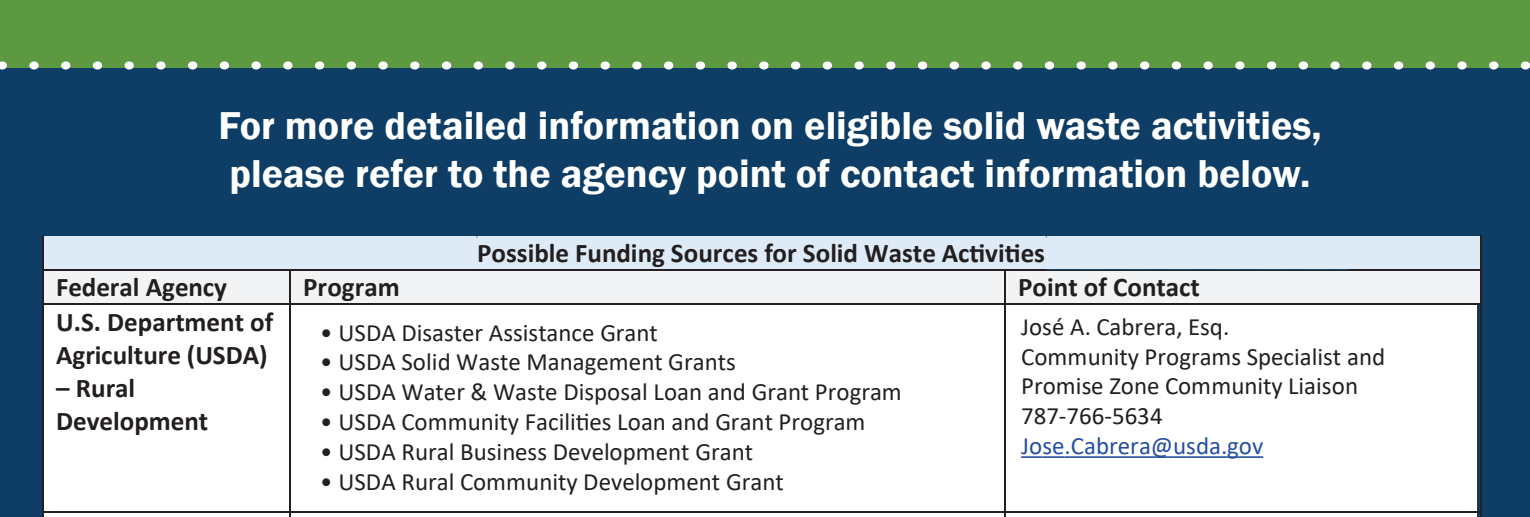 For more detailed information on eligible solid waste activities,
please refer to the agency point of contact information below.
Possible Funding Sources for Solid Waste Activities
Federal Agency
Program
Point of Contact
U.S. Department of
Agriculture (USDA)
– Rural
Development
• USDA Disaster Assistance Grant
• USDA Solid Waste Management Grants
• USDA Water & Waste Disposal Loan and Grant Program
• USDA Community Facilities Loan and Grant Program
• USDA Rural Business Development Grant
• USDA Rural Community Development Grant
José A. Cabrera, Esq.
Community Programs Specialist and
Promise Zone Community Liaison
787-766-5634
Jose.Cabrera@usda.gov